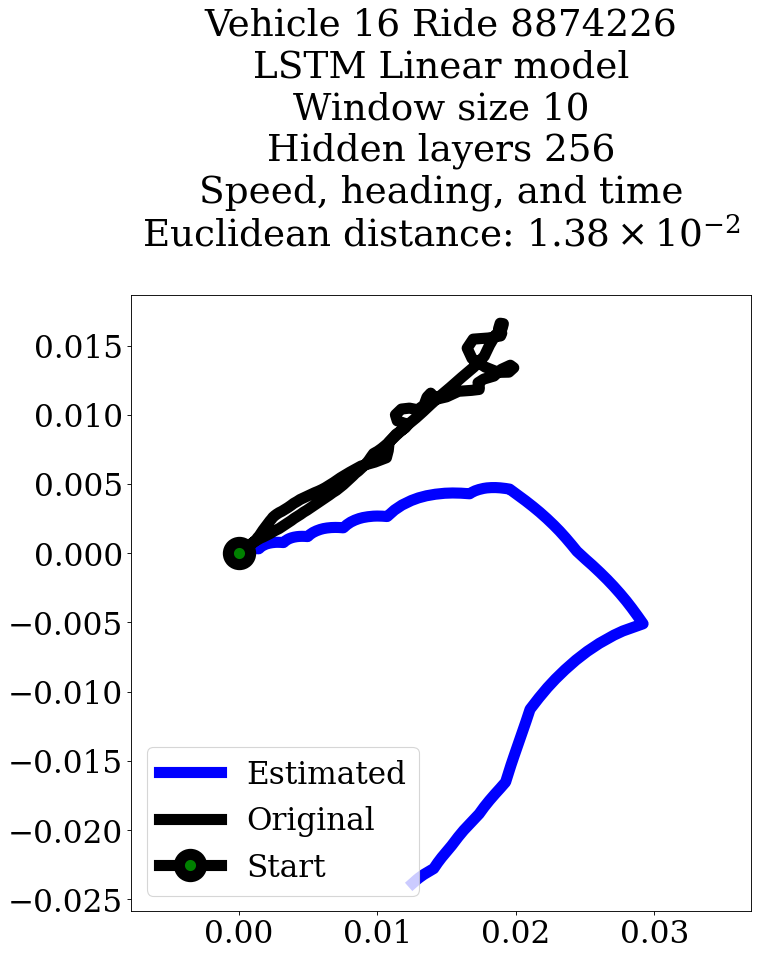 Vehicle 16 Ride 8874226
LSTM Linear model
Window size 10
Hidden layers 256
Speed, heading, and time
Euclidean distance: 1.38 × 10⁻²
0.015
0.010
0.005
0.000
−0.005
−0.010
−0.015
−0.020
−0.025
Estimated
Original
Start
0.00 0.01 0.02 0.03